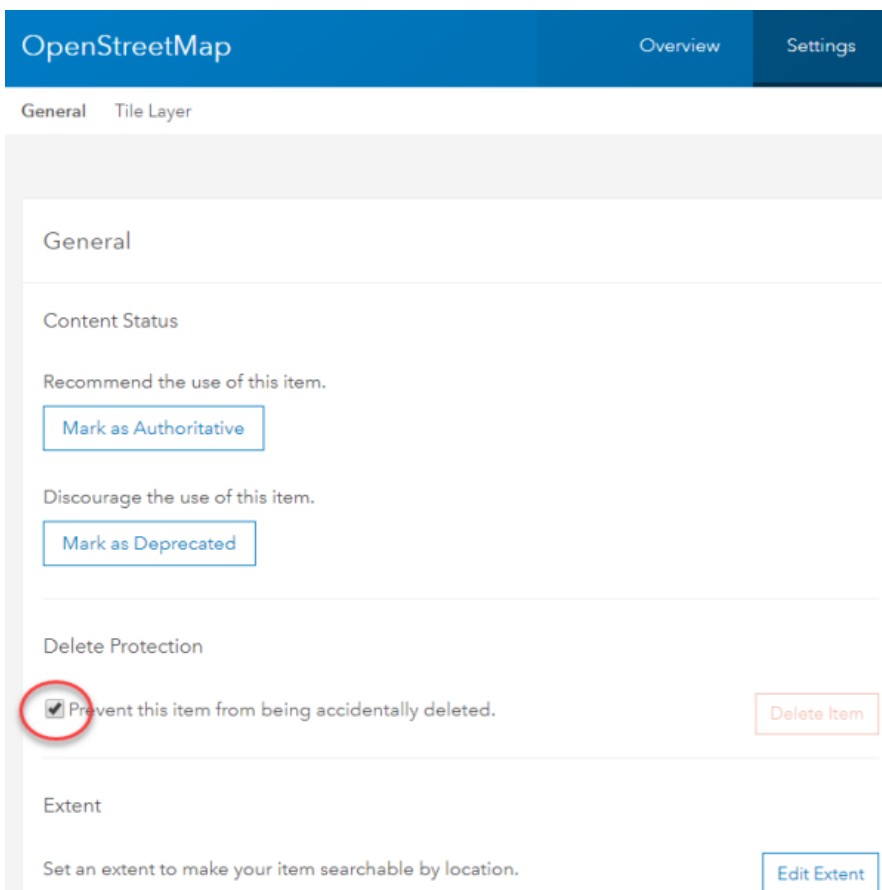 OpenStreetMap Overview Settings
General Tile Layer
General
Content Status
Recommend the use of this item.
Mark as Authoritative
Discourage the use of this item.
Mark as Deprecated
Delete Protection
Prevent this item from being accidentally deleted. Delete Item
Extent
Set an extent to make your item searchable by location. Edit Extent